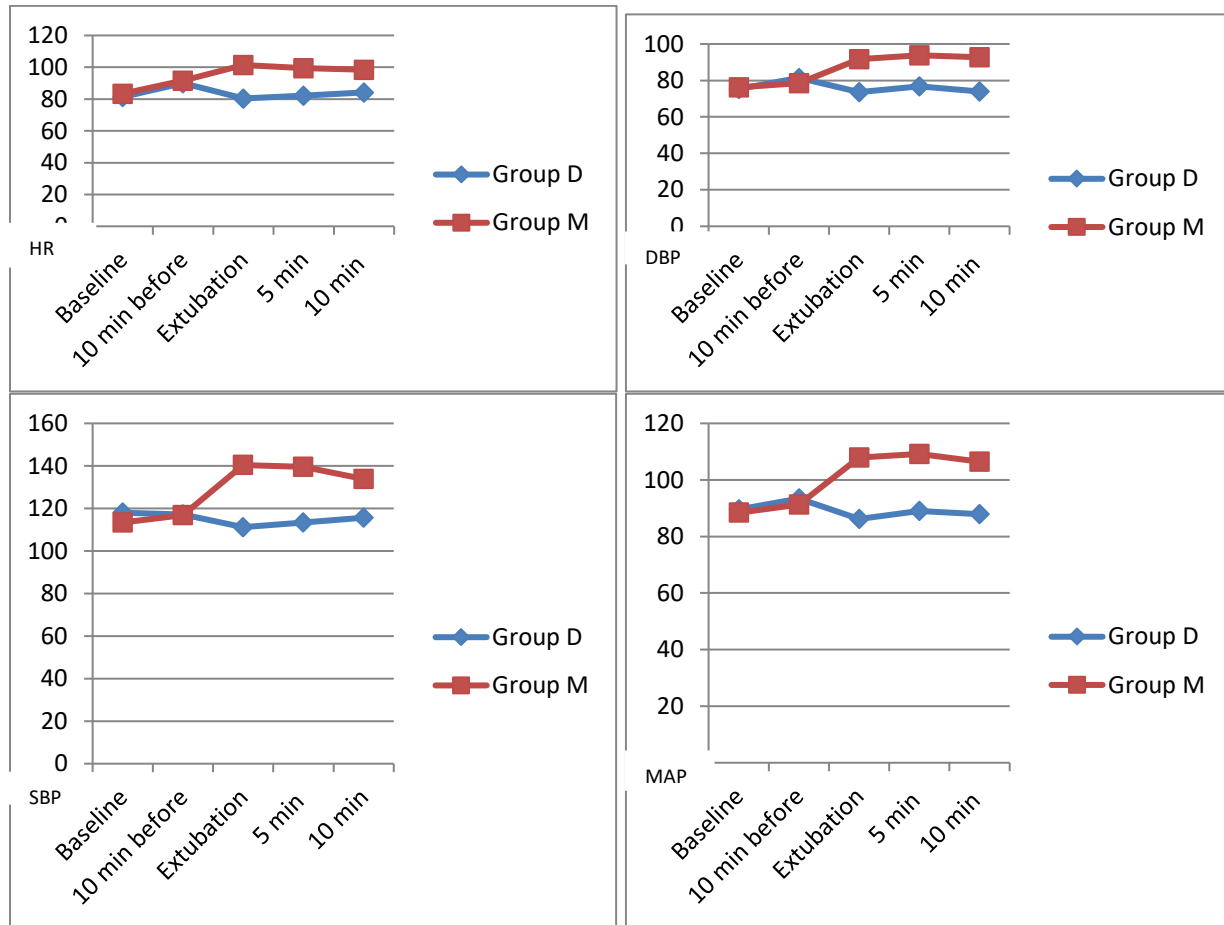 120
100
80
60
40
20
0
HR
Baseline
10 min before
Extubation
5 min
10 min
Group D
Group M
100
80
60
40
20
0
DBP
Baseline
10 min before
Extubation
5 min
10 min
Group D
Group M
160
140
120
100
80
60
40
20
0
SBP
Baseline
10 min before
Extubation
5 min
10 min
Group D
Group M
120
100
80
60
40
20
MAP
Baseline
10 min before
Extubation
5 min
10 min
Group D
Group M